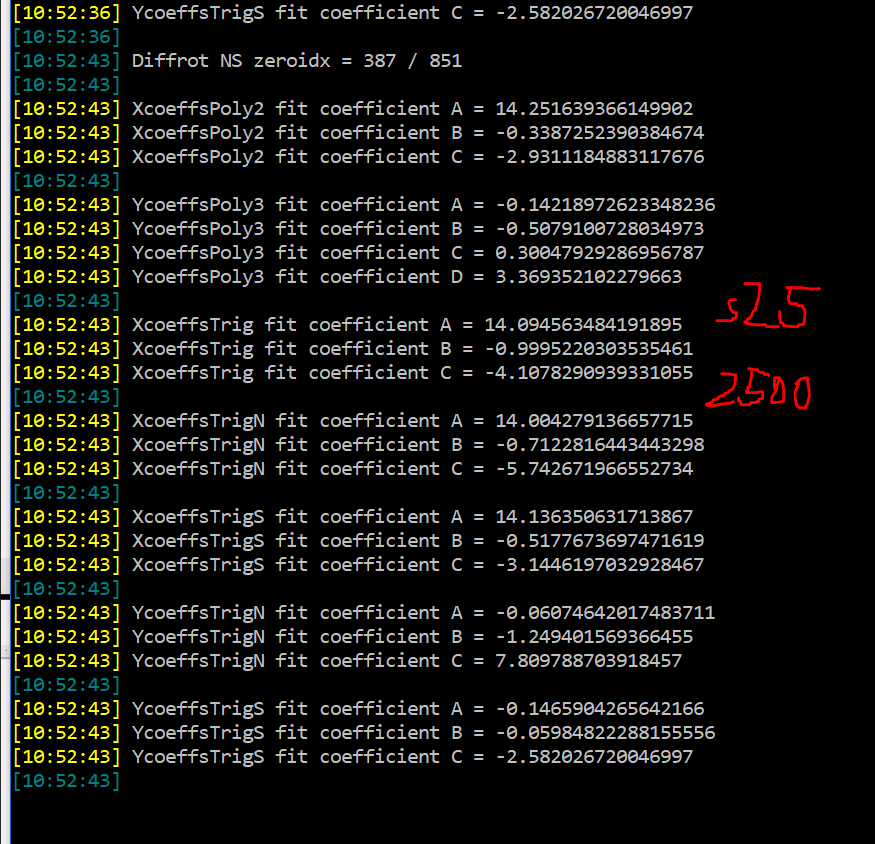 [10:52:36] YcoeffsTrigS fit coefficient C = -2.582026720046997
[10:52:36]
[10:52:43] Diffrot NS zeroidx = 387 / 851
[10:52:43]
[10:52:43] XcoeffsPoly2 fit coefficient A = 14.251639366149902
[10:52:43] XcoeffsPoly2 fit coefficient B = -0.3387252390384674
[10:52:43] XcoeffsPoly2 fit coefficient C = -2.9311184883117676
[10:52:43]
[10:52:43] YcoeffsPoly3 fit coefficient A = -0.14218972623348236
[10:52:43] YcoeffsPoly3 fit coefficient B = -0.5079100728034973
[10:52:43] YcoeffsPoly3 fit coefficient C = 0.30047929286956787
[10:52:43] YcoeffsPoly3 fit coefficient D = 3.369352102279663
[10:52:43]
s25
[10:52:43] XcoeffsTrig fit coefficient A = 14.094563484191895
[10:52:43] XcoeffsTrig fit coefficient B = -0.9995220303535461
[10:52:43] XcoeffsTrig fit coefficient C = -4.1078290939331055
[10:52:43]
2500
[10:52:43] XcoeffsTrigN fit coefficient A = 14.004279136657715
[10:52:43] XcoeffsTrigN fit coefficient B = -0.7122816443443298
[10:52:43] XcoeffsTrigN fit coefficient C = -5.742671966552734
[10:52:43]
[10:52:43] XcoeffsTrigS fit coefficient A = 14.136350631713867
[10:52:43] XcoeffsTrigS fit coefficient B = -0.5177673697471619
[10:52:43] XcoeffsTrigS fit coefficient C = -3.1446197032928467
[10:52:43]
[10:52:43] YcoeffsTrigN fit coefficient A = -0.06074642017483711
[10:52:43] YcoeffsTrigN fit coefficient B = -1.249401569366455
[10:52:43] YcoeffsTrigN fit coefficient C = 7.809788703918457
[10:52:43]
[10:52:43] YcoeffsTrigS fit coefficient A = -0.1465904265642166
[10:52:43] YcoeffsTrigS fit coefficient B = -0.05984822288155556
[10:52:43] YcoeffsTrigS fit coefficient C = -2.582026720046997
[10:52:43]